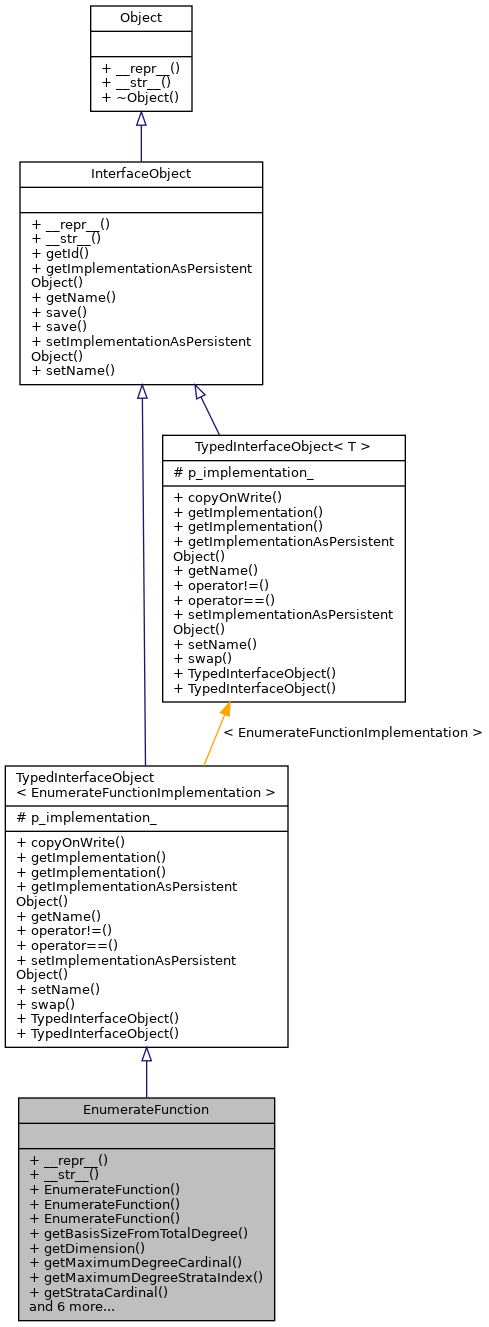 Object
+ __repr__()
+ __str__()
+ ~Object()
InterfaceObject
+ __repr__()
+ __str__()
+ getId()
+ getImplementationAsPersistent
Object()
+ getName()
+ save()
+ save()
+ setImplementationAsPersistent
Object()
+ setName()
TypedInterfaceObject< T >
# p_implementation_
+ copyOnWrite()
+ getImplementation()
+ getImplementation()
+ getImplementationAsPersistent
Object()
+ getName()
+ operator!=()
+ operator==()
+ setImplementationAsPersistent
Object()
+ setName()
+ swap()
+ TypedInterfaceObject()
+ TypedInterfaceObject()
< EnumerateFunctionImplementation >
TypedInterfaceObject
< EnumerateFunctionImplementation >
# p_implementation_
+ copyOnWrite()
+ getImplementation()
+ getImplementation()
+ getImplementationAsPersistent
Object()
+ getName()
+ operator!=()
+ operator==()
+ setImplementationAsPersistent
Object()
+ setName()
+ swap()
+ TypedInterfaceObject()
+ TypedInterfaceObject()
EnumerateFunction
+ __repr__()
+ __str__()
+ EnumerateFunction()
+ EnumerateFunction()
+ EnumerateFunction()
+ getBasisSizeFromTotalDegree()
+ getDimension()
+ getMaximumDegreeCardinal()
+ getMaximumDegreeStrataIndex()
+ getStrataCardinal()
and 6 more...